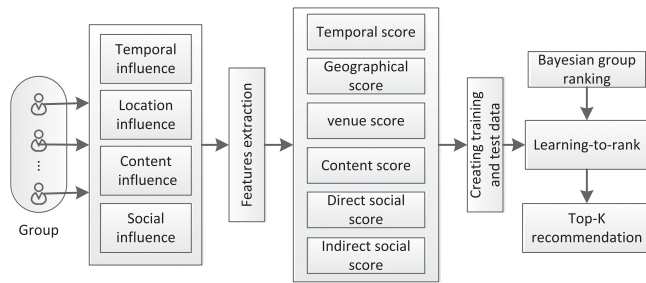 Group
Temporal
influence
Location
influence
Content
influence
Social
influence
Features extraction
Temporal score
Geographical
score
venue score
Content score
Direct social
score
Indirect social
score
Creating training
and test data
Bayesian group
ranking
Learning-to-rank
Top-K
recommendation